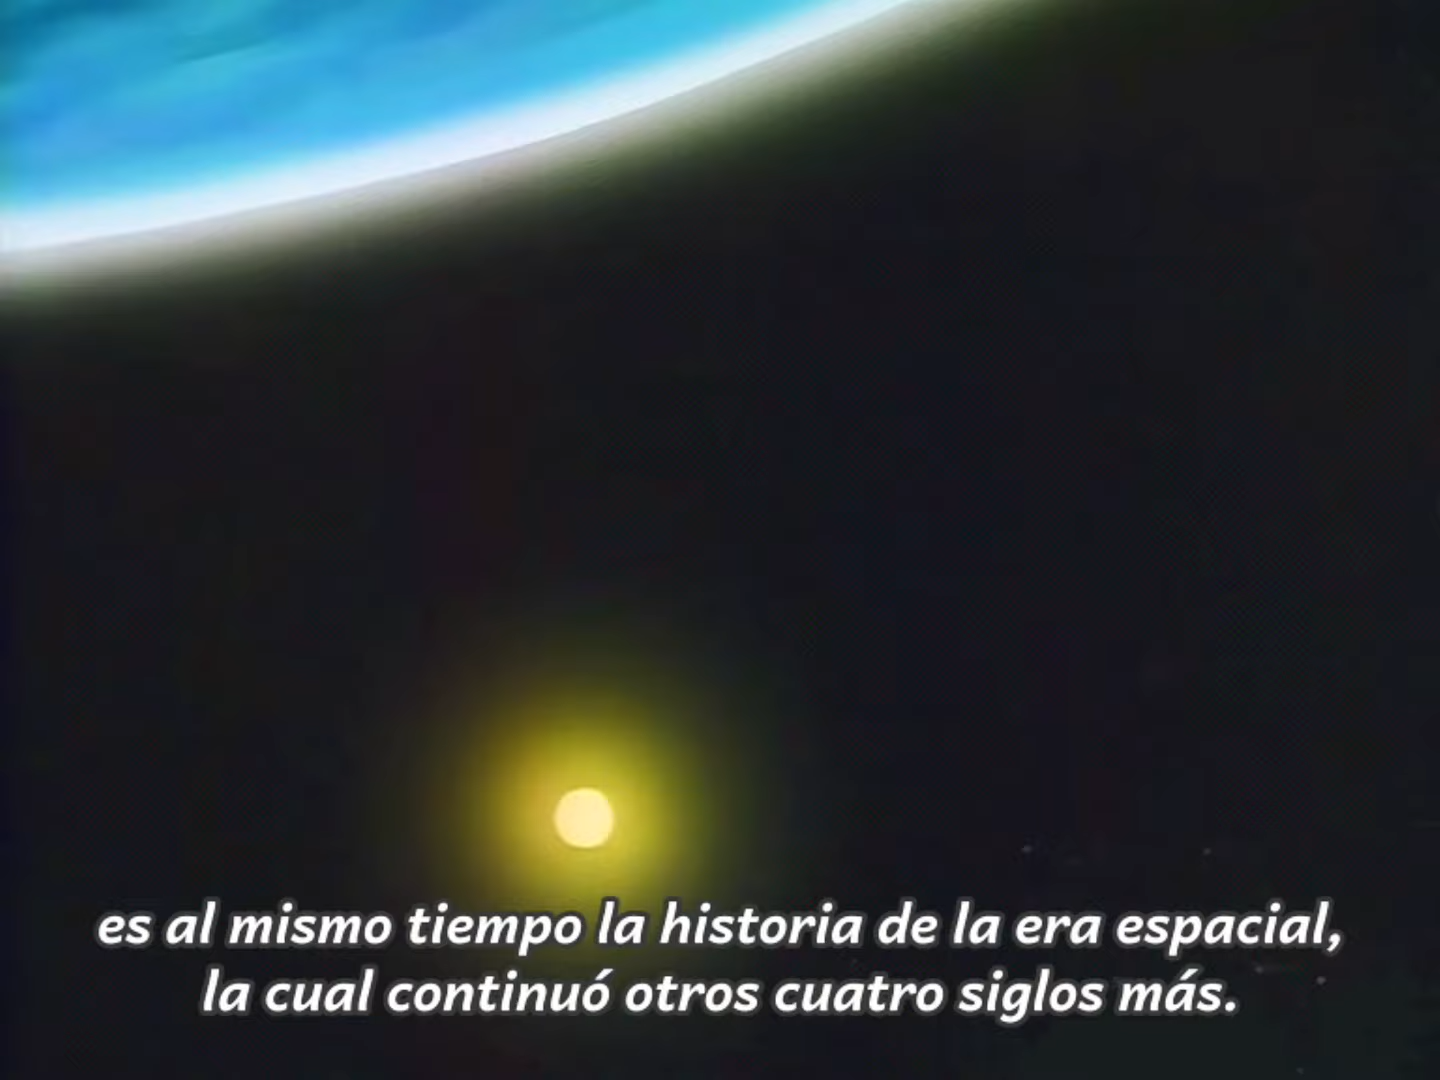 es al mismo tiempo la historia de la era espacial,
la cual continuó otros cuatro siglos más.